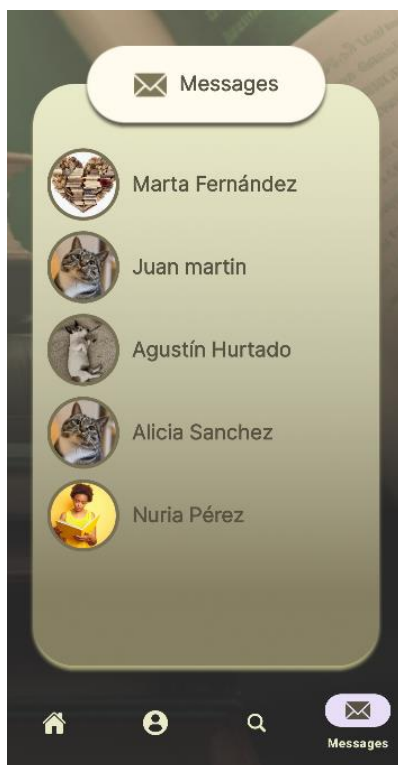 Messages
Marta Fernández
Juan martin
Agustín Hurtado
Alicia Sanchez
Nuria Pérez
Messages